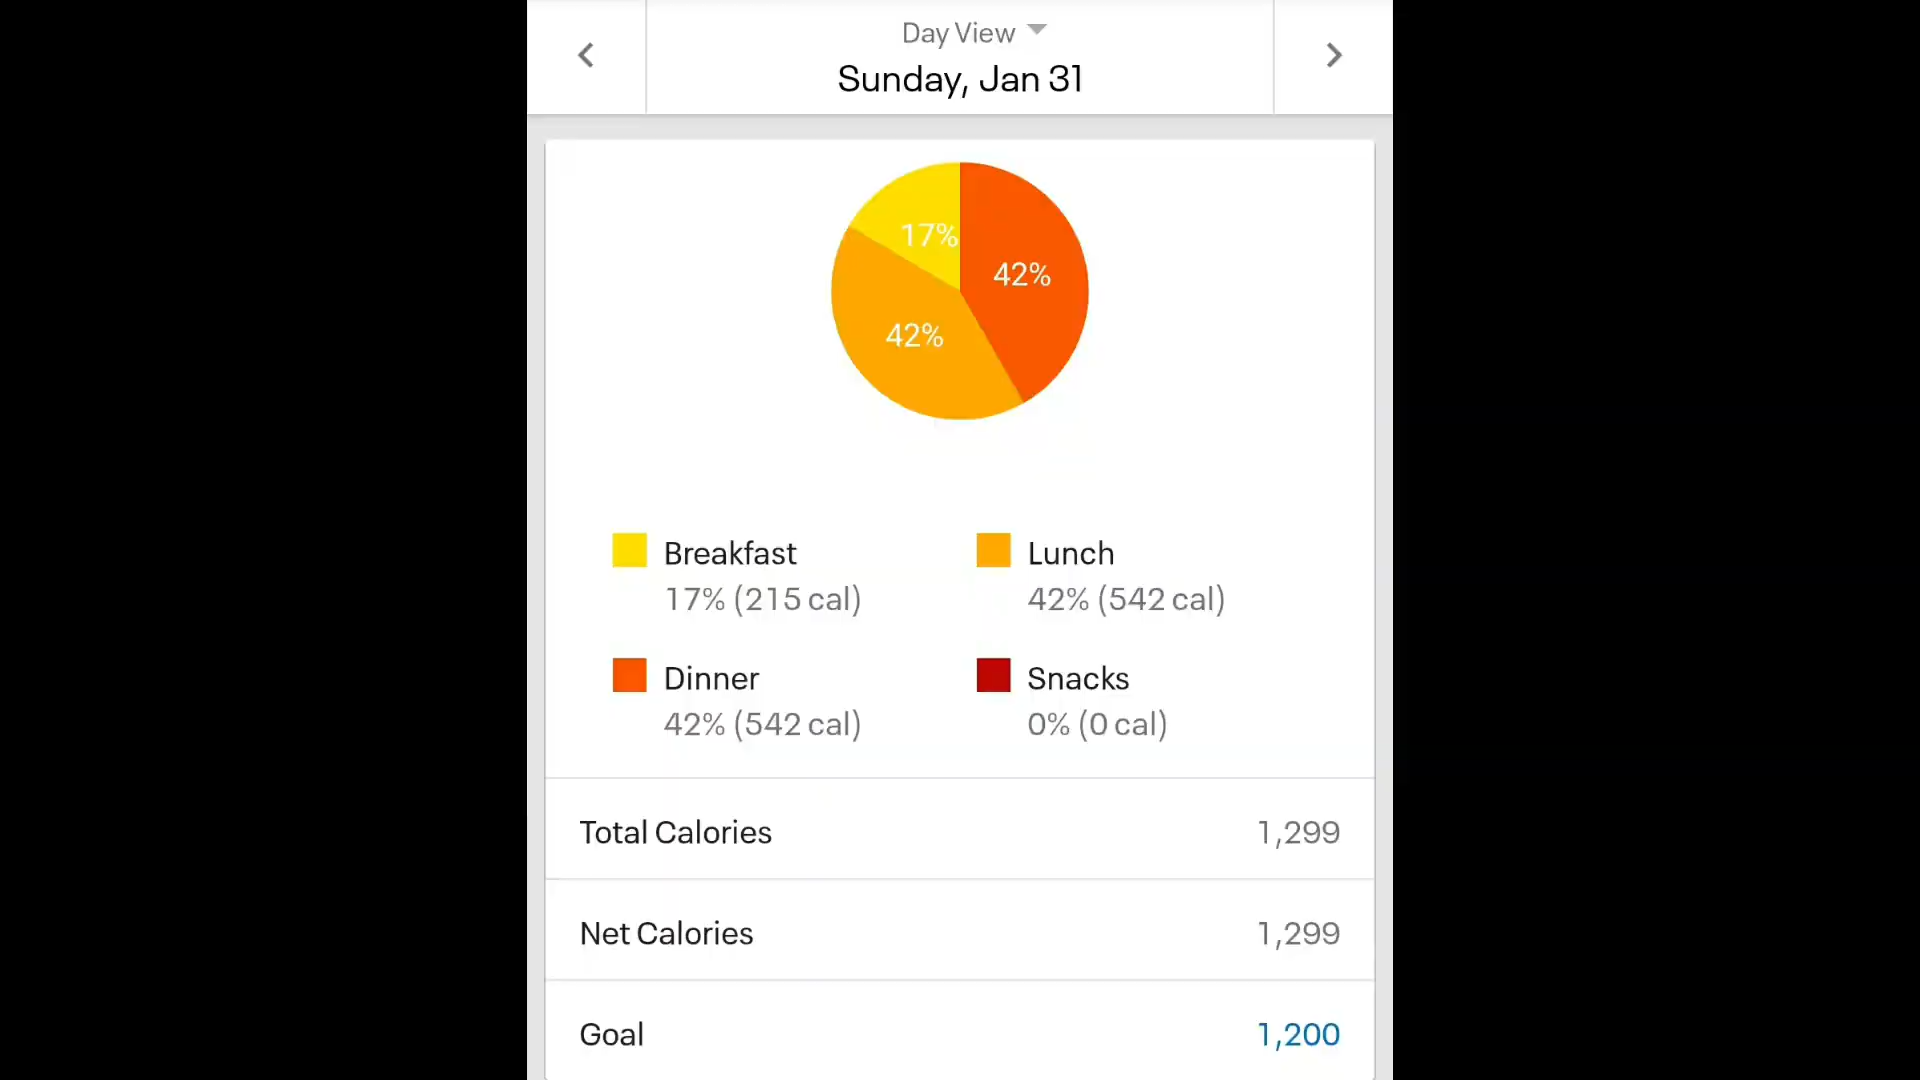 Day View
Sunday, Jan 31
17%
42%
42%
Breakfast
17% (215 cal)
Lunch
42% (542 cal)
Dinner
42% (542 cal)
Snacks
0% (0 cal)
Total Calories 1,299
Net Calories 1,299
Goal 1,200